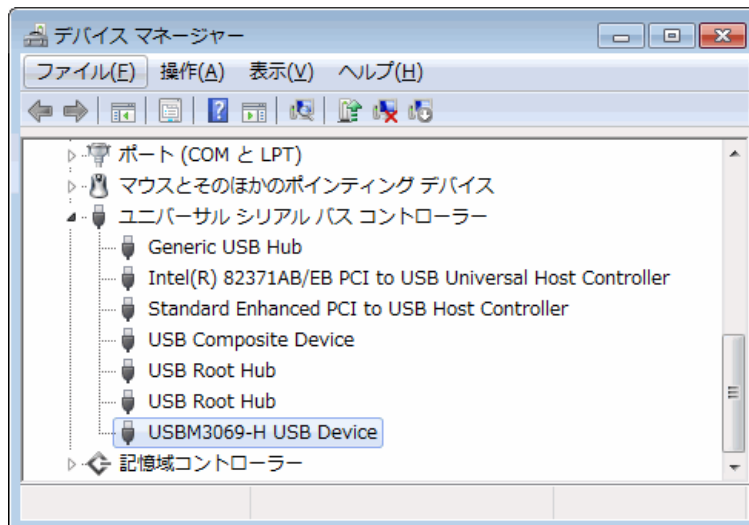 デバイス マネージャー
ファイル(F) 操作(A) 表示(V) ヘルプ(H)
ポート (COM と LPT)
マウスとそのほかのポインティング デバイス
ユニバーサル シリアル バス コントローラー
Generic USB Hub
Intel(R) 82371AB/EB PCI to USB Universal Host Controller
Standard Enhanced PCI to USB Host Controller
USB Composite Device
USB Root Hub
USB Root Hub
USBM3069-H USB Device
記憶域コントローラー